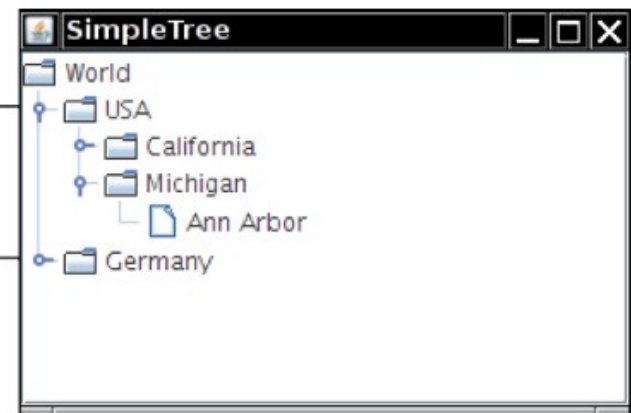 SimpleTree
World
USA
California
Michigan
Ann Arbor
Germany